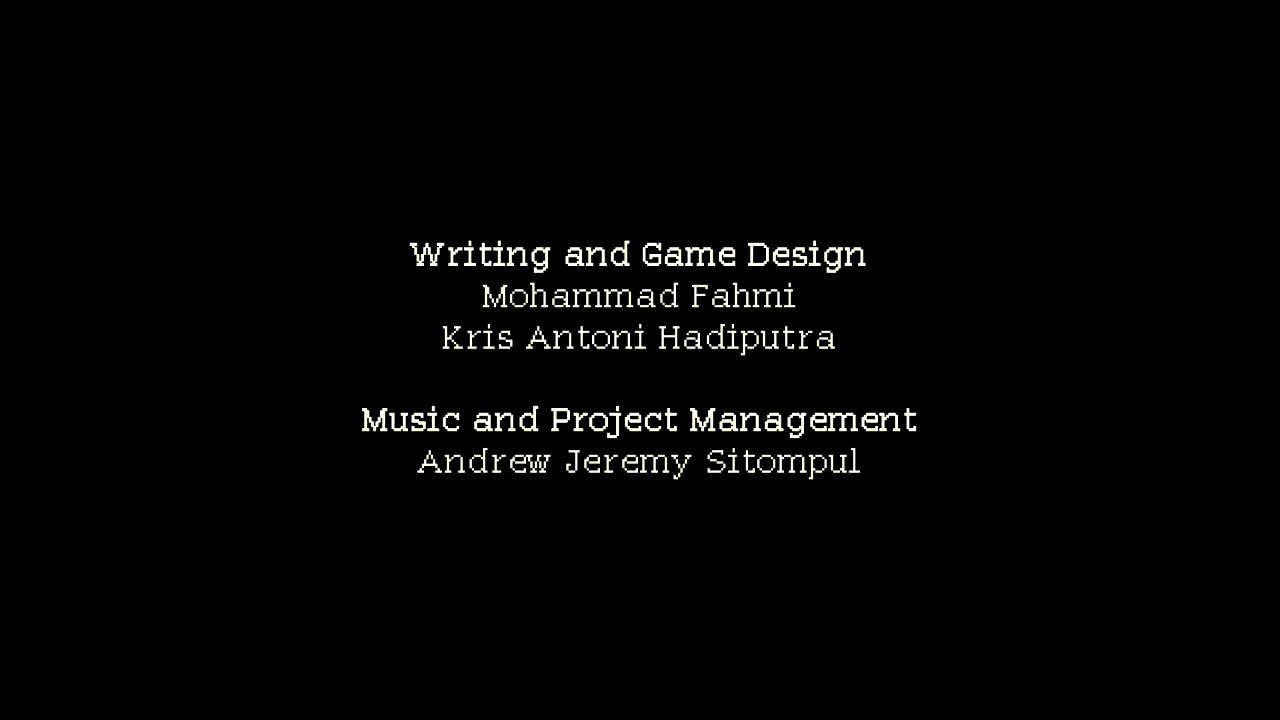 Writing and Game Design
Mohammad Fahmi
Kris Antoni Hadiputra
Music and Project Management
Andrew Jeremy Sitompul